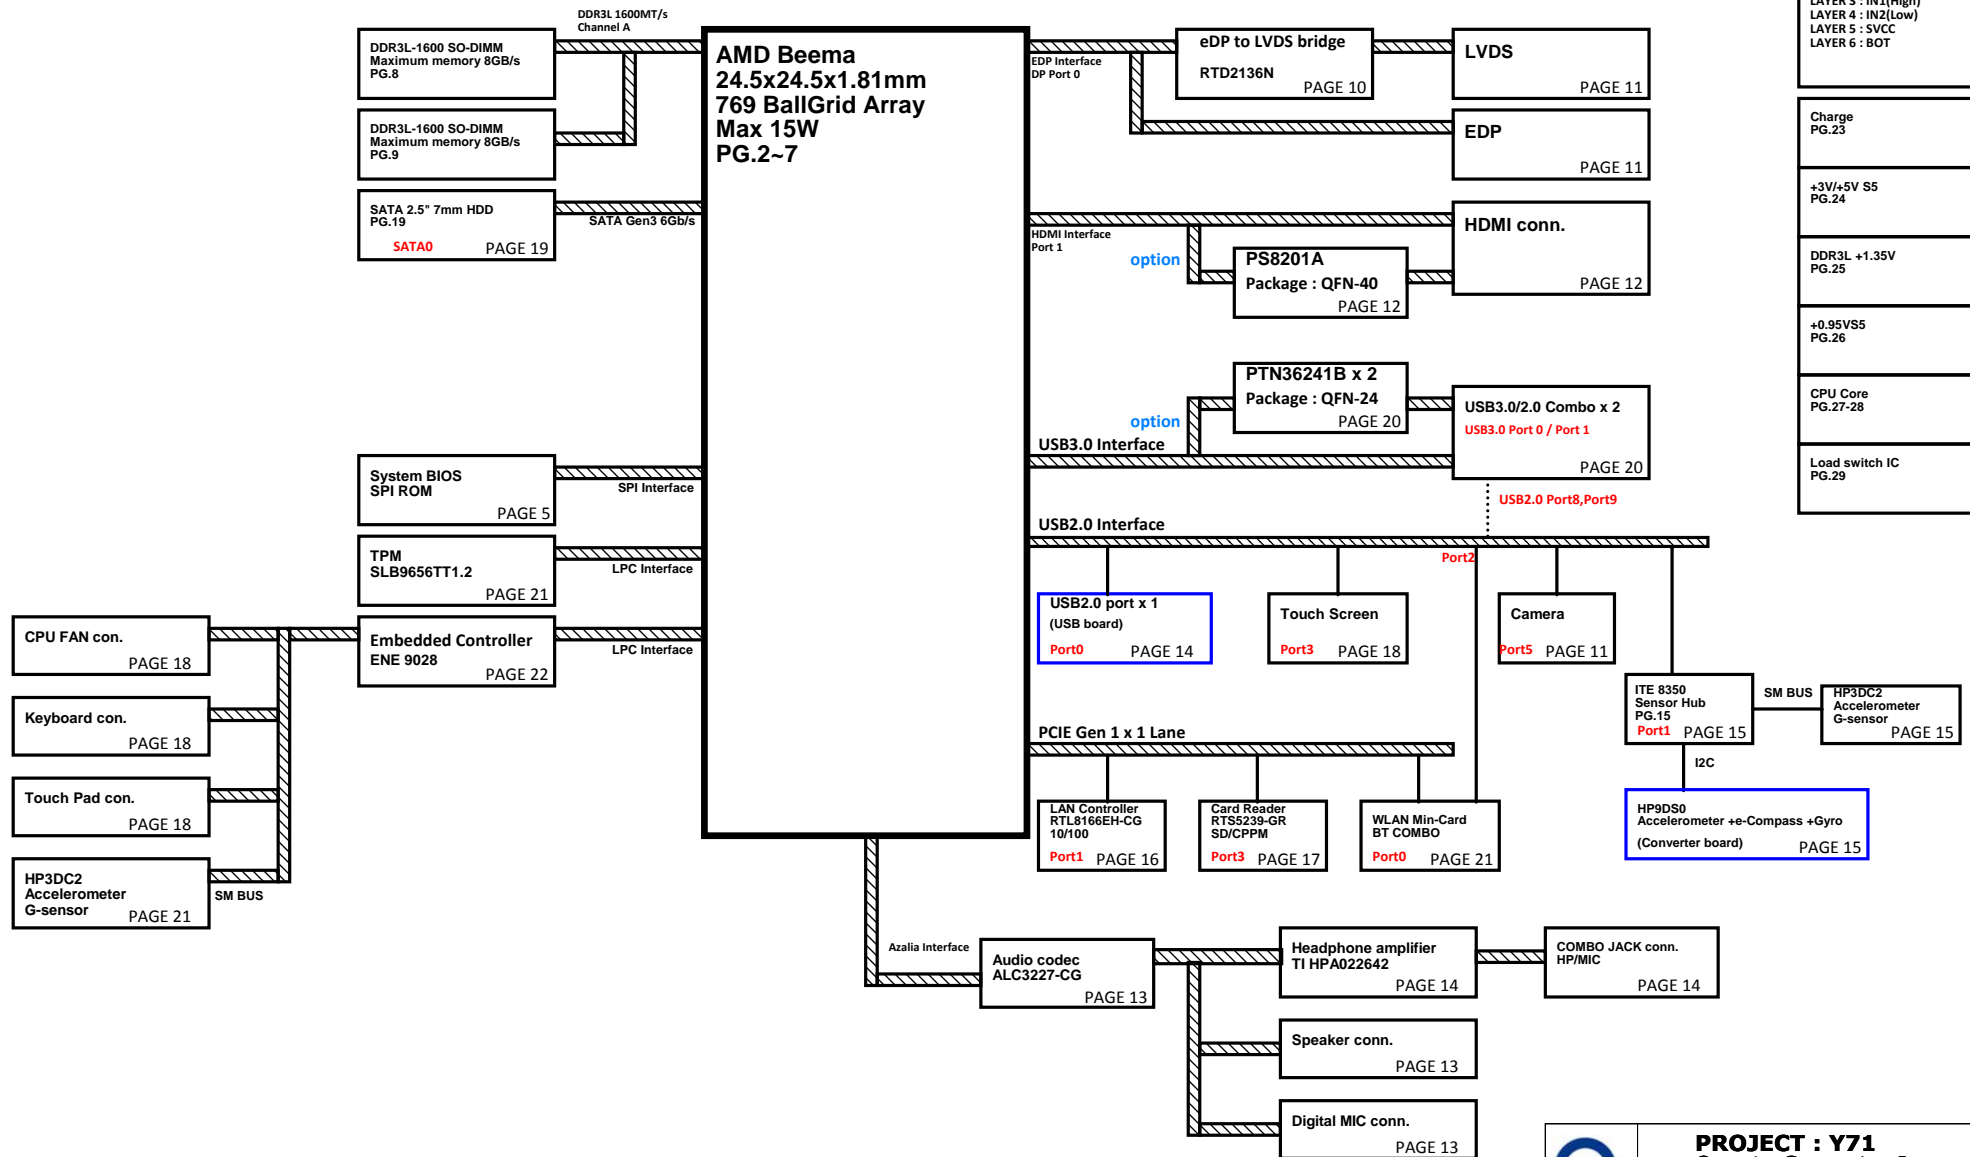 DDR3L 1600MT/s
Channel A
DDR3L-1600 SO-DIMM
Maximum memory 8GB/s
PG.8
DDR3L-1600 SO-DIMM
Maximum memory 8GB/s
PG.9
SATA 2.5" 7mm HDD
PG.19
SATA0 PAGE 19
SATA Gen3 6Gb/s
System BIOS
SPI ROM
PAGE 5
SPI Interface
TPM
SLB9656TT1.2
PAGE 21
LPC Interface
Embedded Controller
ENE 9028
PAGE 22
LPC Interface
CPU FAN con.
PAGE 18
Keyboard con.
PAGE 18
Touch Pad con.
PAGE 18
HP3DC2
Accelerometer
G-sensor PAGE 21
SM BUS
AMD Beema
24.5x24.5x1.81mm
769 BallGrid Array
Max 15W
PG.2~7
EDP Interface
DP Port 0
eDP to LVDS bridge
RTD2136N
PAGE 10
LVDS
PAGE 11
EDP
PAGE 11
HDMI Interface
Port 1
option
PS8201A
Package : QFN-40
PAGE 12
HDMI conn.
PAGE 12
PTN36241B x 2
Package : QFN-24
PAGE 20
option
USB3.0 Interface
USB3.0/2.0 Combo x 2
USB3.0 Port 0 / Port 1
PAGE 20
USB2.0 Port8,Port9
USB2.0 Interface
Port2
USB2.0 port x 1
(USB board)
Port0 PAGE 14
Touch Screen
Port3 PAGE 18
Camera
Port5 PAGE 11
ITE 8350
Sensor Hub
PG.15
Port1 PAGE 15
SM BUS
HP3DC2
Accelerometer
G-sensor
PAGE 15
I2C
HP9DS0
Accelerometer +e-Compass +Gyro
(Converter board) PAGE 15
PCIE Gen 1 x 1 Lane
LAN Controller
RTL8166EH-CG
10/100
Port1 PAGE 16
Card Reader
RTS5239-GR
SD/CPPM
Port3 PAGE 17
WLAN Min-Card
BT COMBO
Port0 PAGE 21
Azalia Interface
Audio codec
ALC3227-CG
PAGE 13
Headphone amplifier
TI HPA022642
PAGE 14
COMBO JACK conn.
HP/MIC
PAGE 14
Speaker conn.
PAGE 13
Digital MIC conn.
PAGE 13
LAYER 3 : IN1(High)
LAYER 4 : IN2(Low)
LAYER 5 : SVCC
LAYER 6 : BOT
Charge
PG.23
+3V/+5V S5
PG.24
DDR3L +1.35V
PG.25
+0.95VS5
PG.26
CPU Core
PG.27-28
Load switch IC
PG.29
PROJECT : Y71